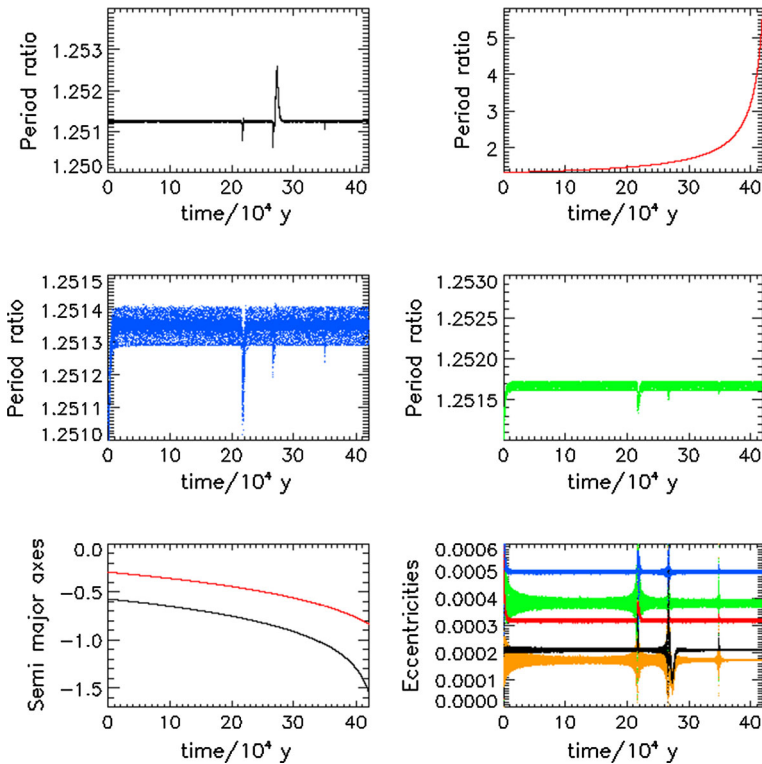 1.253
1.252
1.251
1.250
Period ratio
0 10 20 30 40
time/10⁴ y
5
4
3
2
Period ratio
0 10 20 30 40
time/10⁴ y
1.2515
1.2514
1.2513
1.2512
1.2511
1.2510
Period ratio
0 10 20 30 40
time/10⁴ y
1.2530
1.2525
1.2520
1.2515
Period ratio
0 10 20 30 40
time/10⁴ y
0.0
−0.5
−1.0
−1.5
Semi major axes
0 10 20 30 40
time/10⁴ y
0.0006
0.0005
0.0004
0.0003
0.0002
0.0001
0.0000
Eccentricities
0 10 20 30 40
time/10⁴ y